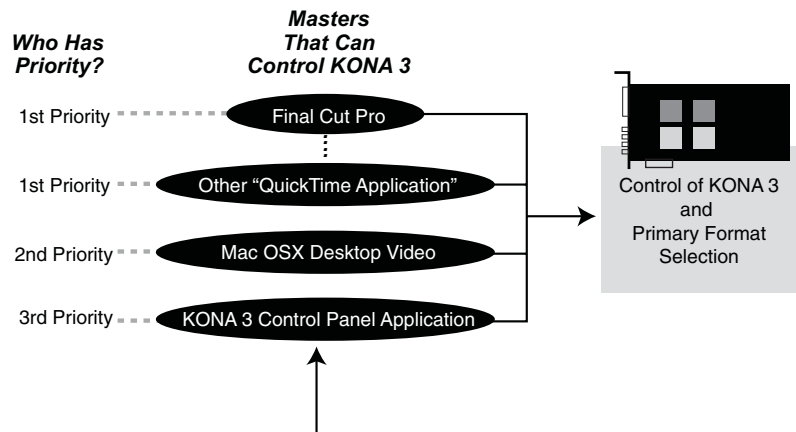 Who Has
Priority?
Masters
That Can
Control KONA 3
1st Priority
Final Cut Pro
1st Priority
Other “QuickTime Application”
2nd Priority
Mac OSX Desktop Video
3rd Priority
KONA 3 Control Panel Application
Control of KONA 3
and
Primary Format
Selection